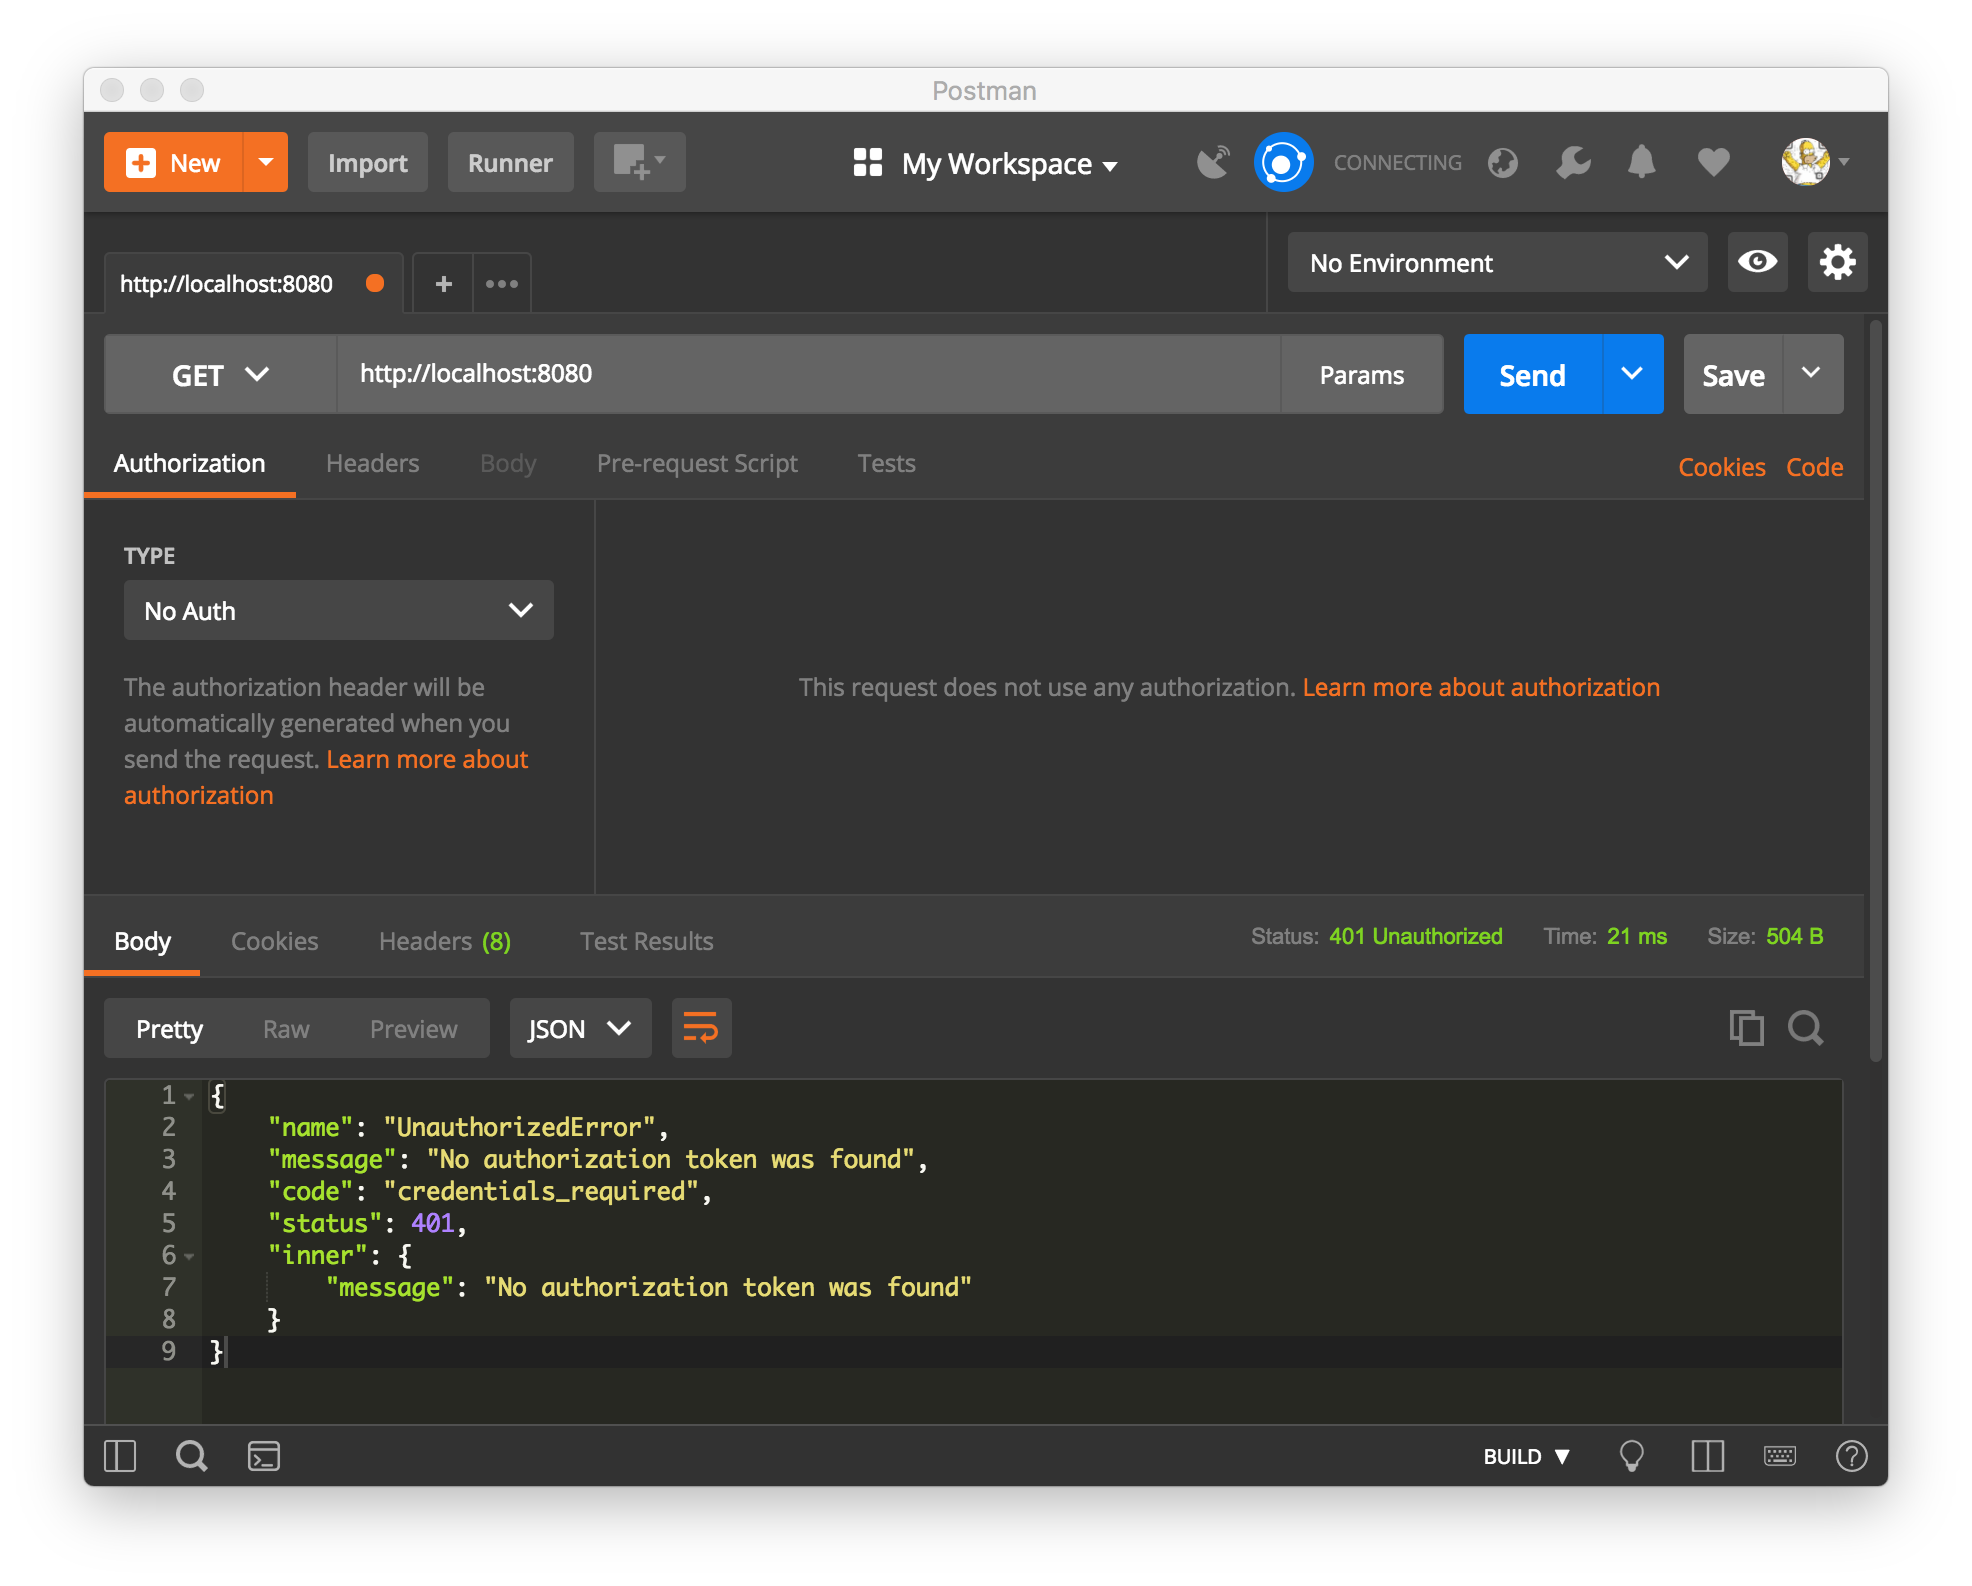 Postman
New
Import
Runner
My Workspace
CONNECTING
http://localhost:8080
No Environment
GET
http://localhost:8080
Params
Send
Save
Authorization
Headers
Body
Pre-request Script
Tests
Cookies
Code
TYPE
No Auth
The authorization header will be
automatically generated when you
send the request. Learn more about
authorization
This request does not use any authorization. Learn more about authorization
Body
Cookies
Headers (8)
Test Results
Status: 401 Unauthorized
Time: 21 ms
Size: 504 B
Pretty
Raw
Preview
JSON
1 {
2 "name": "UnauthorizedError",
3 "message": "No authorization token was found",
4 "code": "credentials_required",
5 "status": 401,
6 "inner": {
7 "message": "No authorization token was found"
8 }
9 }
BUILD